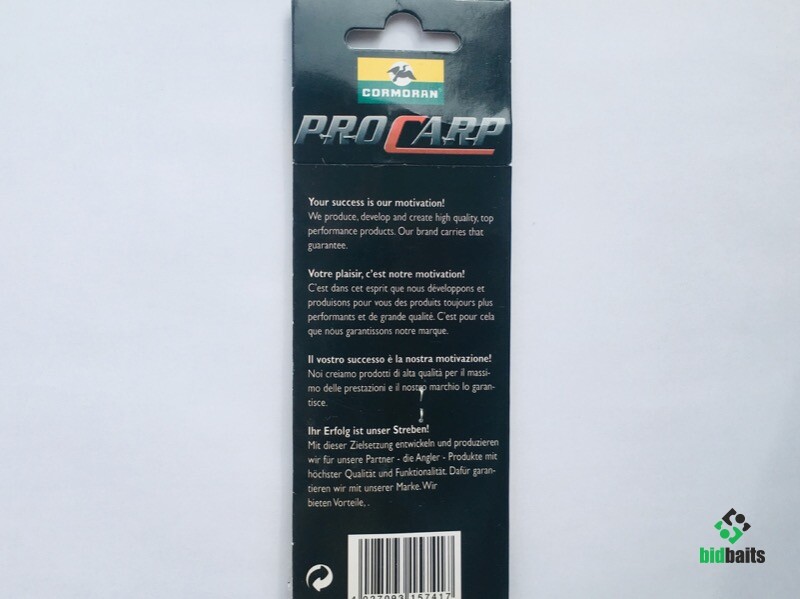 CORMORAN
PROCARP
Your success is our motivation!
We produce, develop and create high quality, top
performance products. Our brand carries that
guarantee.
Votre plaisir, c'est notre motivation!
C'est dans cet esprit que nous développons et
produisons pour vous des produits toujours plus
performants et de grande qualité. C'est pour cela
que nous garantissons notre marque.
Il vostro successo è la nostra motivazione!
Noi creiamo prodotti di alta qualità per il massi-
mo delle prestazioni e il nostro marchio lo garan-
tisce.
Ihr Erfolg ist unser Streben!
Mit dieser Zielsetzung entwickeln und produzieren
wir für unsere Partner - die Angler - Produkte mit
höchster Qualität und Funktionalität. Dafür garan-
tieren wir mit unserer Marke. Wir
bieten Vorteile, .
4 027093 157417
bidbaits